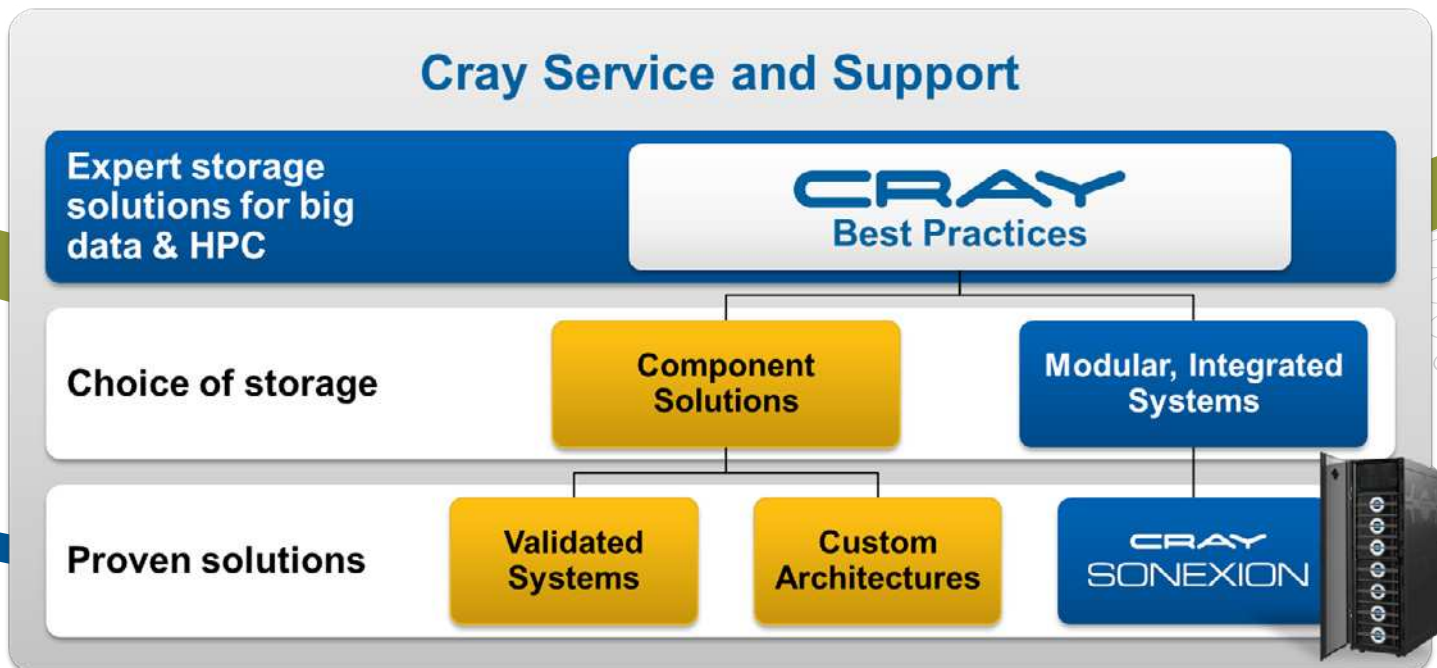 Cray Service and Support
Expert storage
solutions for big
data & HPC
CRAY
Best Practices
Choice of storage
Component
Solutions
Modular, Integrated
Systems
Proven solutions
Validated
Systems
Custom
Architectures
CRAY
SONEXION